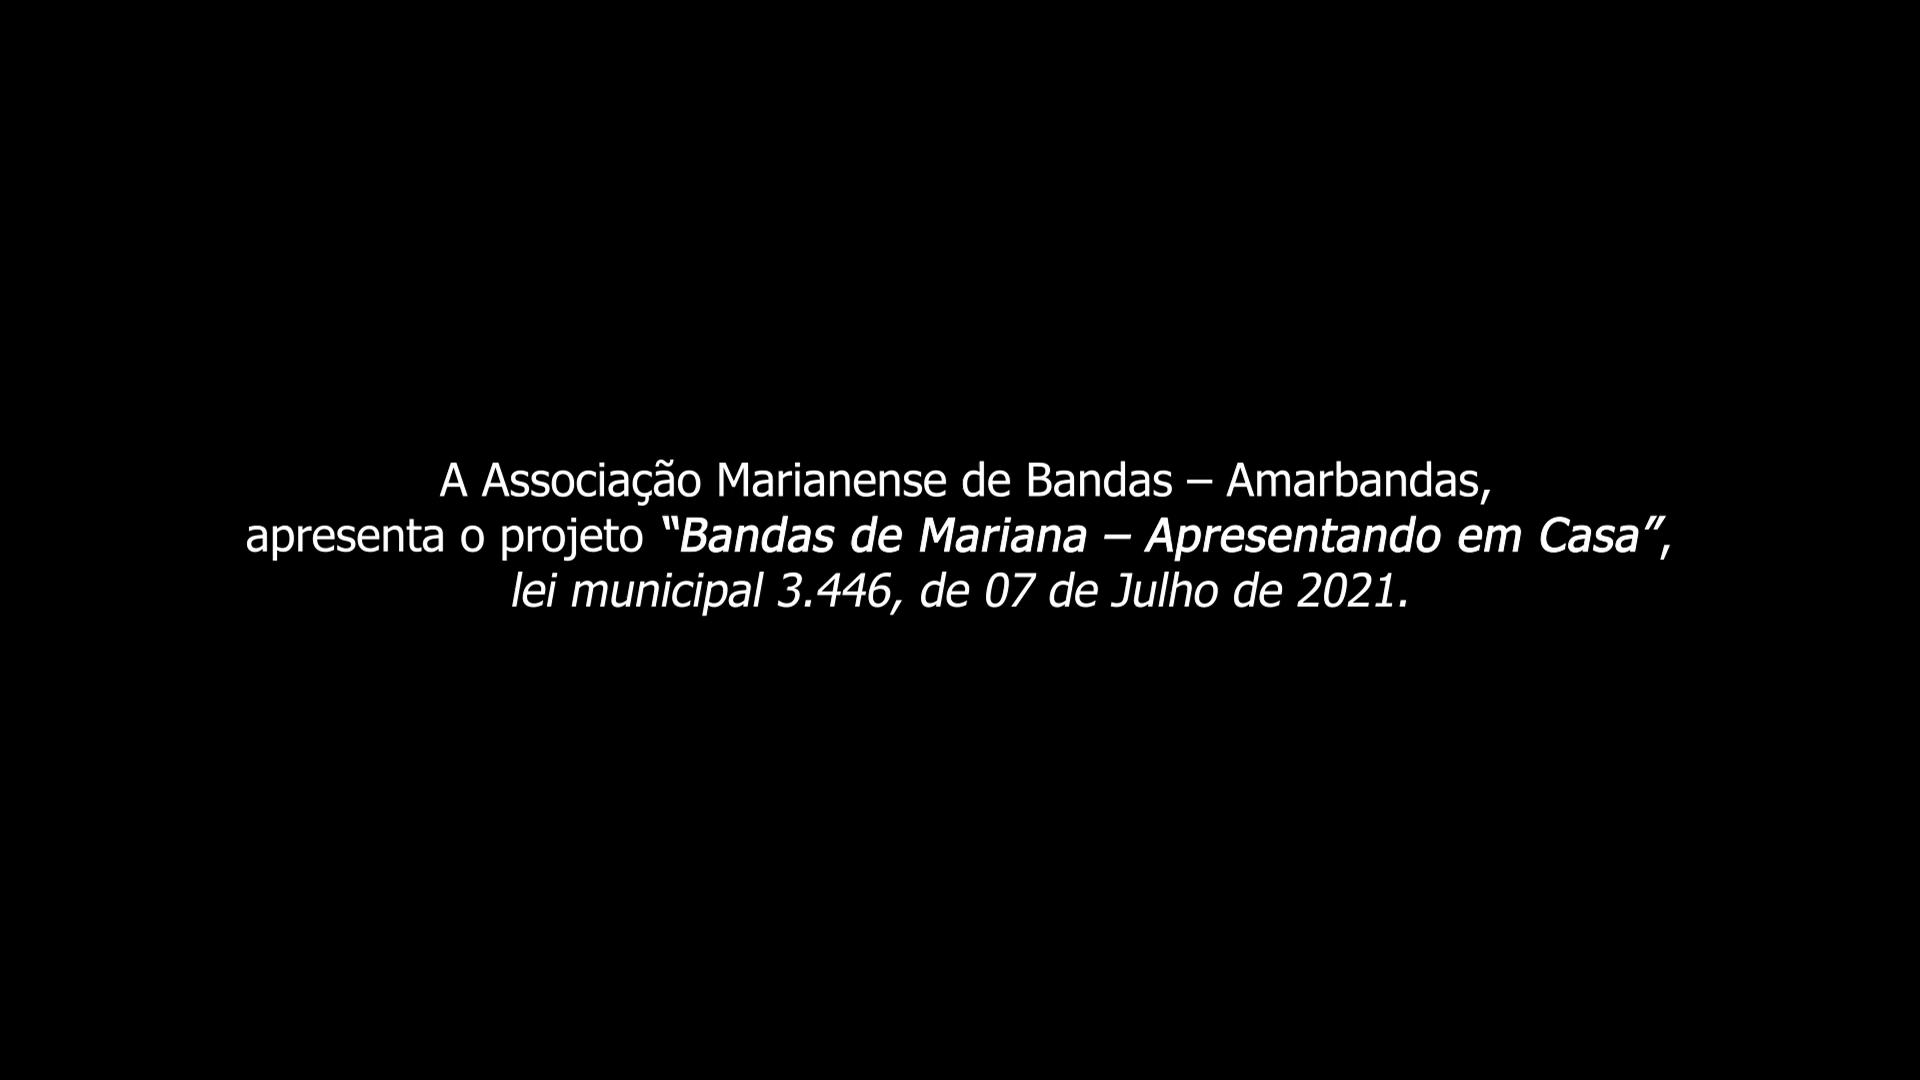 A Associação Marianense de Bandas – Amarbandas,
apresenta o projeto “Bandas de Mariana – Apresentando em Casa”,
lei municipal 3.446, de 07 de Julho de 2021.